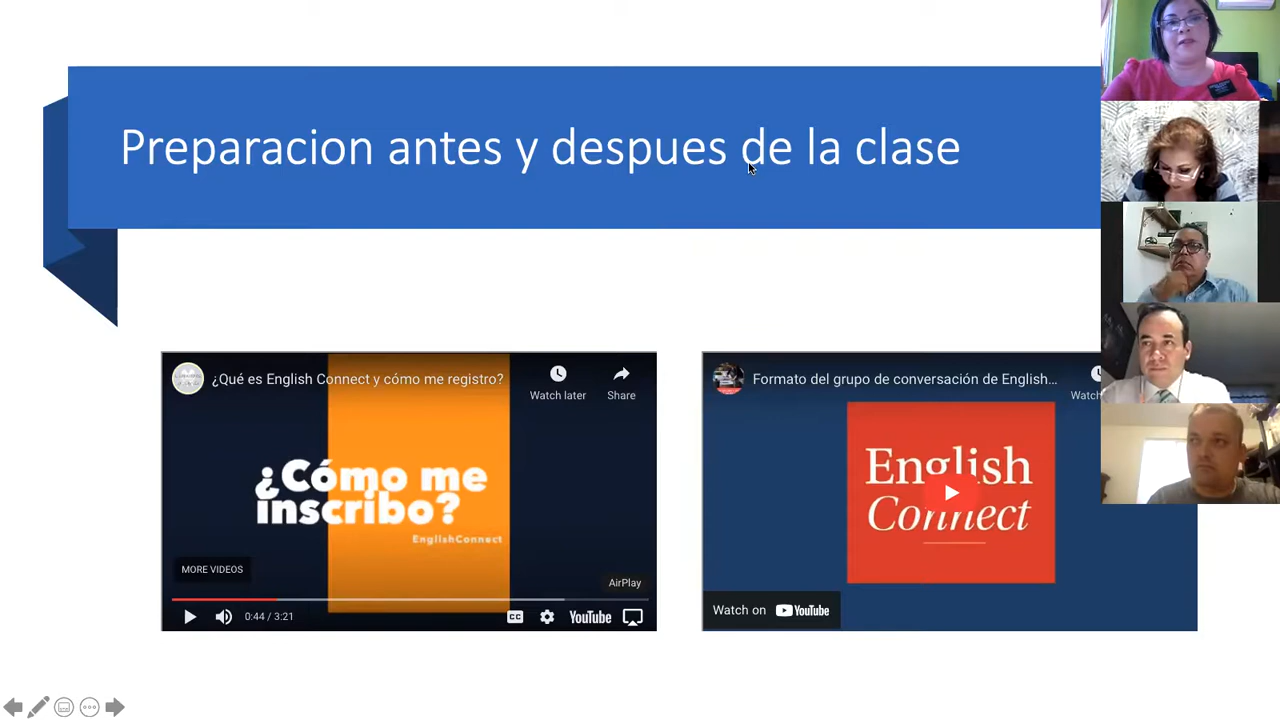 Preparacion antes y despues de la clase
¿Qué es English Connect y cómo me registro?
Watch later
Share
¿Cómo me
inscribo?
EnglishConnect
MORE VIDEOS
AirPlay
0:44 / 3:21
CC
YouTube
Formato del grupo de conversación de English...
Watc
English
Connect
Watch on YouTube